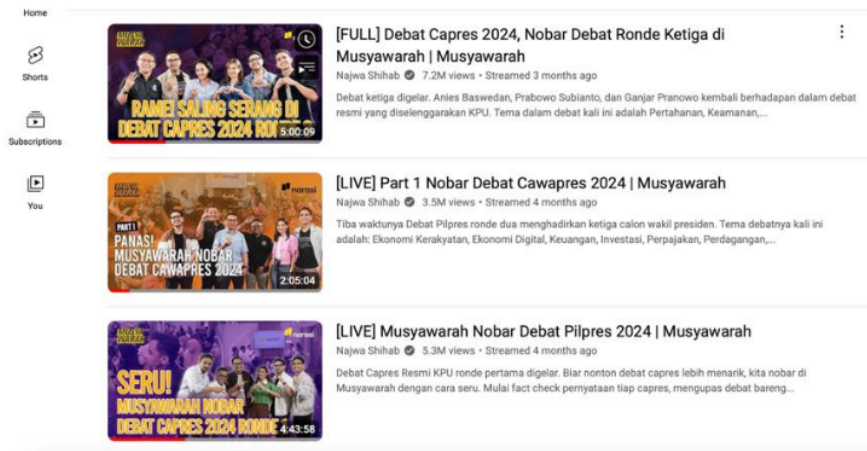 Home
Shorts
Subscriptions
You
MUSYA
WARAH
RAME! SALING SERANG DI
DEBAT CAPRES 2024
5:00:09
[FULL] Debat Capres 2024, Nobar Debat Ronde Ketiga di
Musyawarah | Musyawarah
Najwa Shihab 7.2M views • Streamed 3 months ago
Debat ketiga digelar. Anies Baswedan, Prabowo Subianto, dan Ganjar Pranowo kembali berhadapan dalam debat
resmi yang diselenggarakan KPU. Tema dalam debat kali ini adalah Pertahanan, Keamanan,...
MUSYA
WARAH
narasi
PART 1
PANAS!
MUSYAWARAH NOBAR
DEBAT CAWAPRES 2024
2:05:04
[LIVE] Part 1 Nobar Debat Cawapres 2024 | Musyawarah
Najwa Shihab 3.5M views • Streamed 4 months ago
Tiba waktunya Debat Pilpres ronde dua menghadirkan ketiga calon wakil presiden. Tema debatnya kali ini
adalah: Ekonomi Kerakyatan, Ekonomi Digital, Keuangan, Investasi, Perpajakan, Perdagangan,...
MUSYA
WARAH
narasi
SERU!
MUSYAWARAH NOBAR
DEBAT CAPRES 2024 RONDE
4:43:58
[LIVE] Musyawarah Nobar Debat Pilpres 2024 | Musyawarah
Najwa Shihab 5.3M views • Streamed 4 months ago
Debat Capres Resmi KPU ronde pertama digelar. Biar nonton debat capres lebih menarik, kita nobar di
Musyawarah dengan cara seru. Mulai fact check pernyataan tiap capres, mengupas debat bareng...